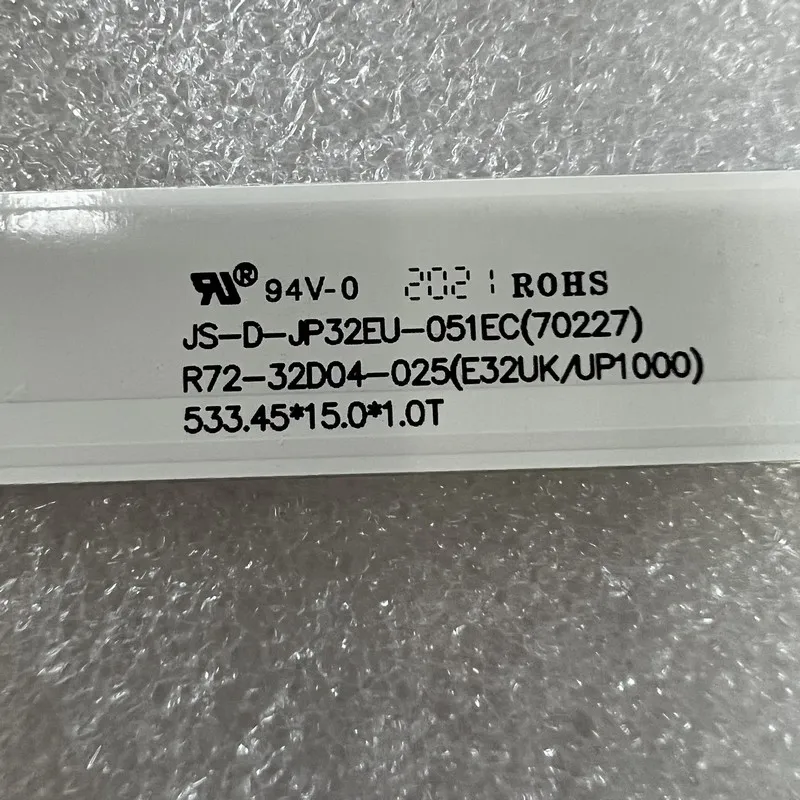 ® 94V-0 2021 ROHS
JS-D-JP32EU-051EC(70227)
R72-32D04-025(E32UK/UP1000)
533.45*15.0*1.0T